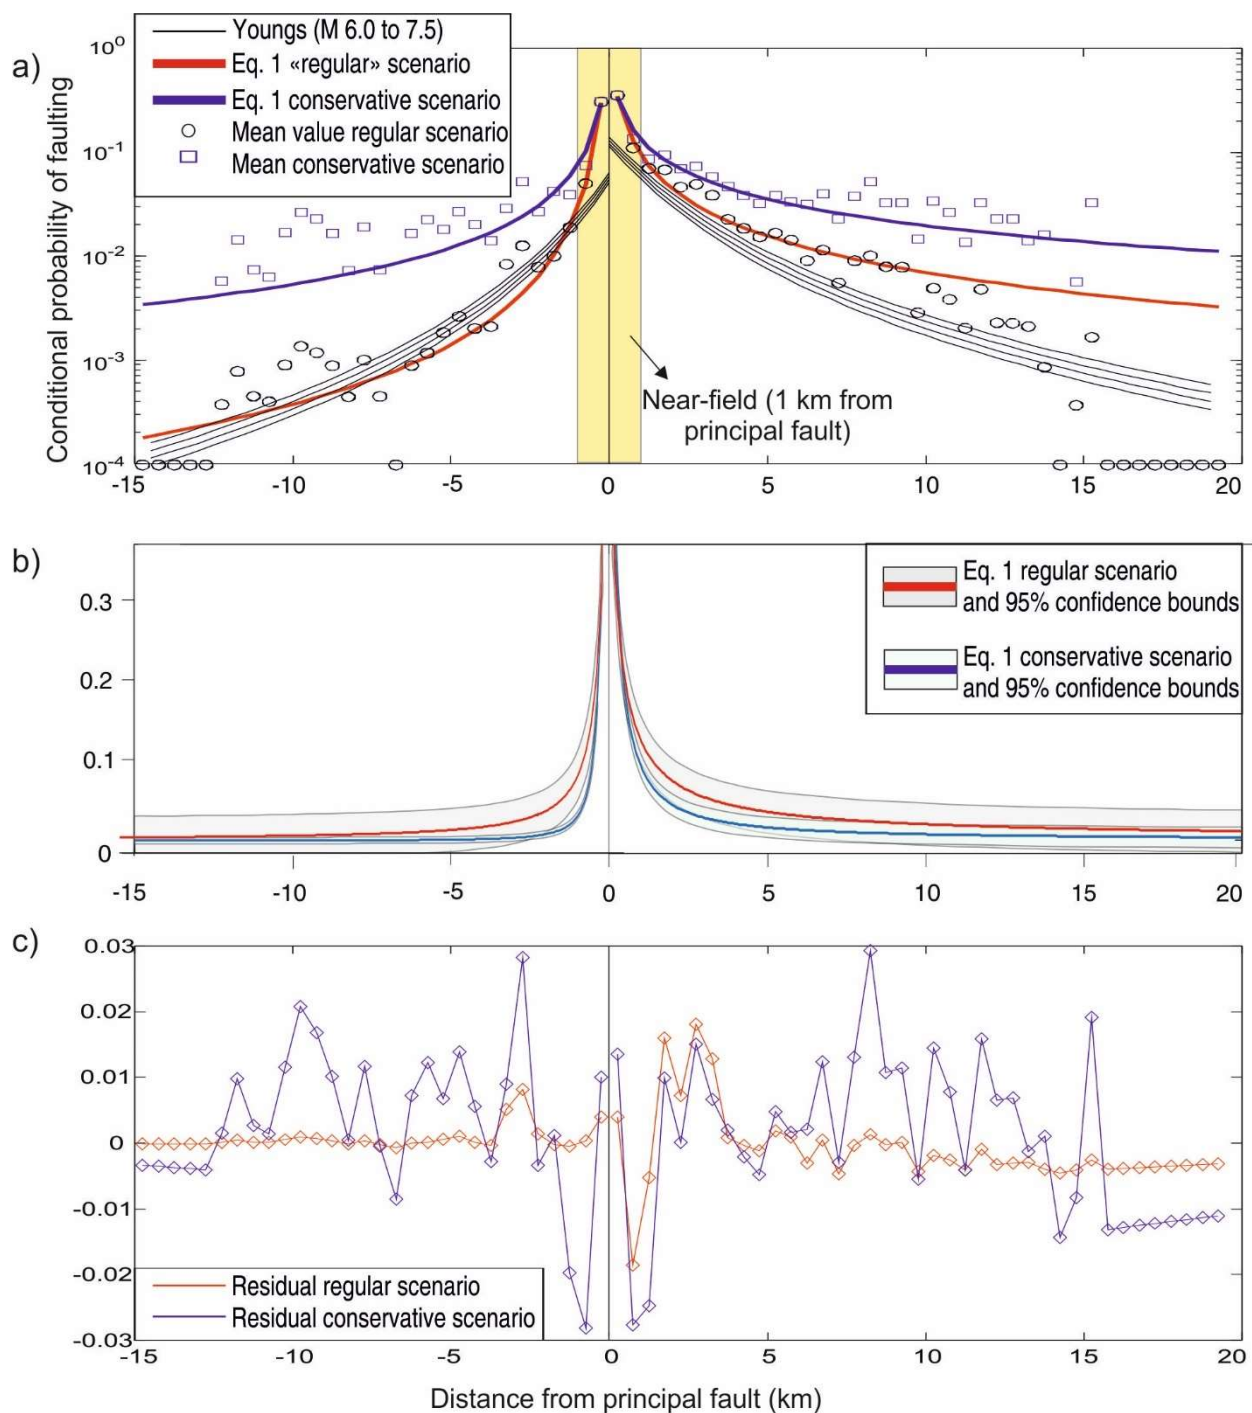 a)
Youngs (M 6.0 to 7.5)
Eq. 1 «regular» scenario
Eq. 1 conservative scenario
Mean value regular scenario
Mean conservative scenario
Conditional probability of faulting
10⁰
10⁻¹
10⁻²
10⁻³
10⁻⁴
Near-field (1 km from
principal fault)
-15 -10 -5 0 5 10 15 20
b)
Eq. 1 regular scenario
and 95% confidence bounds
Eq. 1 conservative scenario
and 95% confidence bounds
0.3
0.2
0.1
0
-15 -10 -5 0 5 10 15 20
c)
0.03
0.02
0.01
0
-0.01
-0.02
-0.03
Residual regular scenario
Residual conservative scenario
-15 -10 -5 0 5 10 15 20
Distance from principal fault (km)